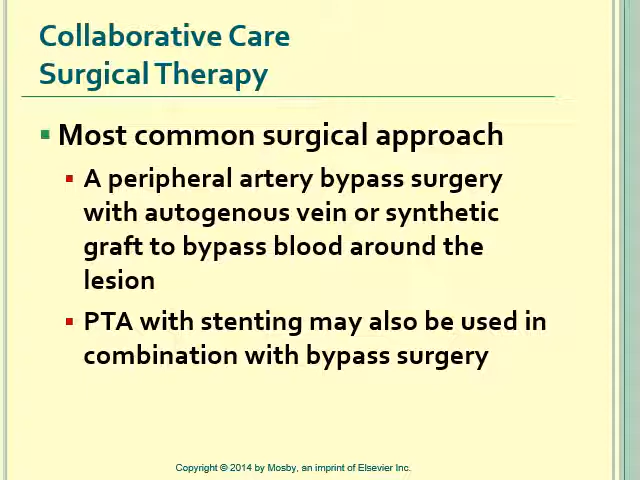 Collaborative Care
Surgical Therapy
Most common surgical approach
A peripheral artery bypass surgery
with autogenous vein or synthetic
graft to bypass blood around the
lesion
PTA with stenting may also be used in
combination with bypass surgery
Copyright © 2014 by Mosby, an imprint of Elsevier Inc.